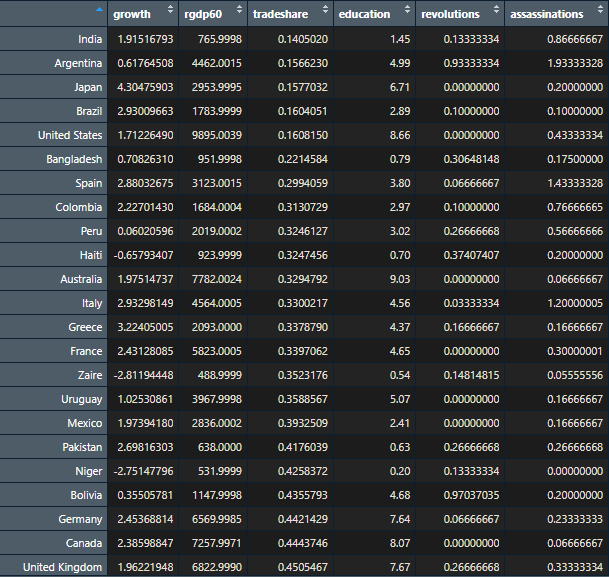 growth rgdp60 tradeshare education revolutions assassinations
India 1.91516793 765.9998 0.1405020 1.45 0.13333334 0.86666667
Argentina 0.61764508 4462.0015 0.1566230 4.99 0.93333334 1.93333328
Japan 4.30475903 2953.9995 0.1577032 6.71 0.00000000 0.20000000
Brazil 2.93009663 1783.9999 0.1604051 2.89 0.10000000 0.10000000
United States 1.71226490 9895.0039 0.1608150 8.66 0.00000000 0.43333334
Bangladesh 0.70826310 951.9998 0.2214584 0.79 0.30648148 0.17500000
Spain 2.88032675 3123.0015 0.2994059 3.80 0.06666667 1.43333328
Colombia 2.22701430 1684.0004 0.3130729 2.97 0.10000000 0.76666665
Peru 0.06020596 2019.0002 0.3246127 3.02 0.26666668 0.56666666
Haiti -0.65793407 923.9999 0.3247456 0.70 0.37407407 0.20000000
Australia 1.97514737 7782.0024 0.3294792 9.03 0.00000000 0.06666667
Italy 2.93298149 4564.0005 0.3300217 4.56 0.03333334 1.20000005
Greece 3.22405005 2093.0000 0.3378790 4.37 0.16666667 0.16666667
France 2.43128085 5823.0005 0.3397062 4.65 0.00000000 0.30000001
Zaire -2.81194448 488.9999 0.3523176 0.54 0.14814815 0.05555556
Uruguay 1.02530861 3967.9998 0.3588567 5.07 0.00000000 0.16666667
Mexico 1.97394180 2836.0002 0.3932509 2.41 0.00000000 0.16666667
Pakistan 2.69816303 638.0000 0.4176039 0.63 0.26666668 0.26666668
Niger -2.75147796 531.9999 0.4258372 0.20 0.13333334 0.00000000
Bolivia 0.35505781 1147.9998 0.4355793 4.68 0.97037035 0.20000000
Germany 2.45368814 6569.9985 0.4421429 7.64 0.06666667 0.23333333
Canada 2.38598847 7257.9971 0.4443746 8.07 0.00000000 0.06666667
United Kingdom 1.96221948 6822.9990 0.4505467 7.67 0.26666668 0.33333334